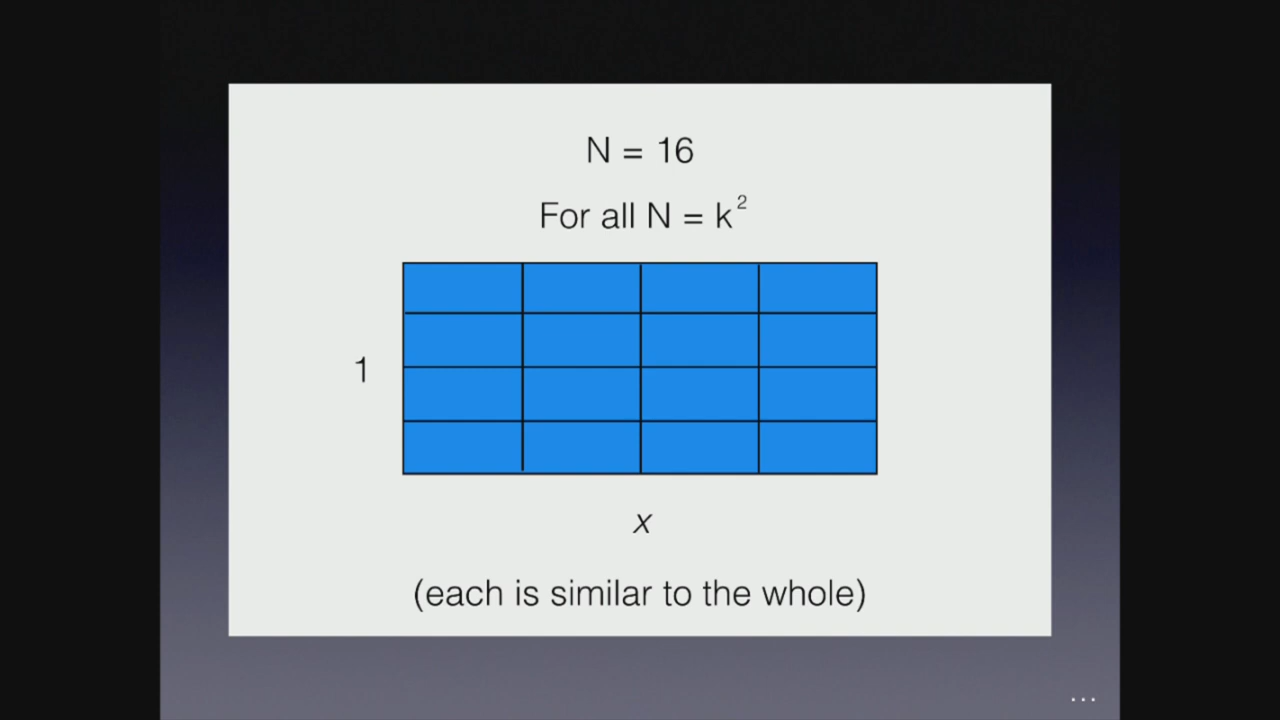 N = 16
For all N = k²
1
x
(each is similar to the whole)
...